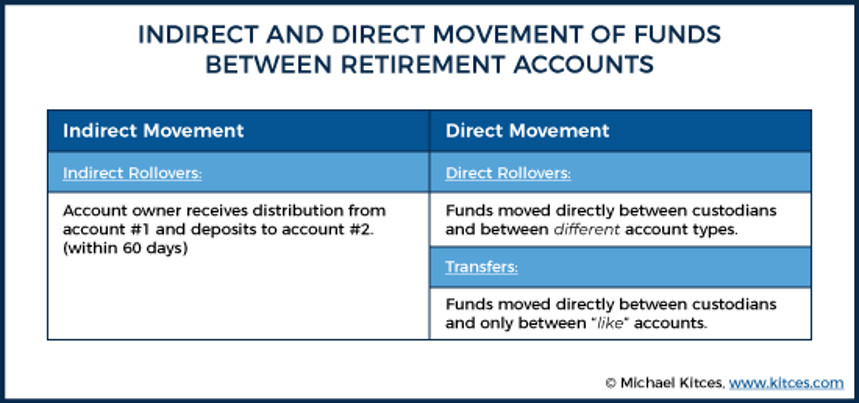 INDIRECT AND DIRECT MOVEMENT OF FUNDS
BETWEEN RETIREMENT ACCOUNTS
Indirect Movement
Direct Movement
Indirect Rollovers:
Direct Rollovers:
Account owner receives distribution from
account #1 and deposits to account #2.
(within 60 days)
Funds moved directly between custodians
and between different account types.
Transfers:
Funds moved directly between custodians
and only between “like” accounts.
© Michael Kitces, www.kitces.com